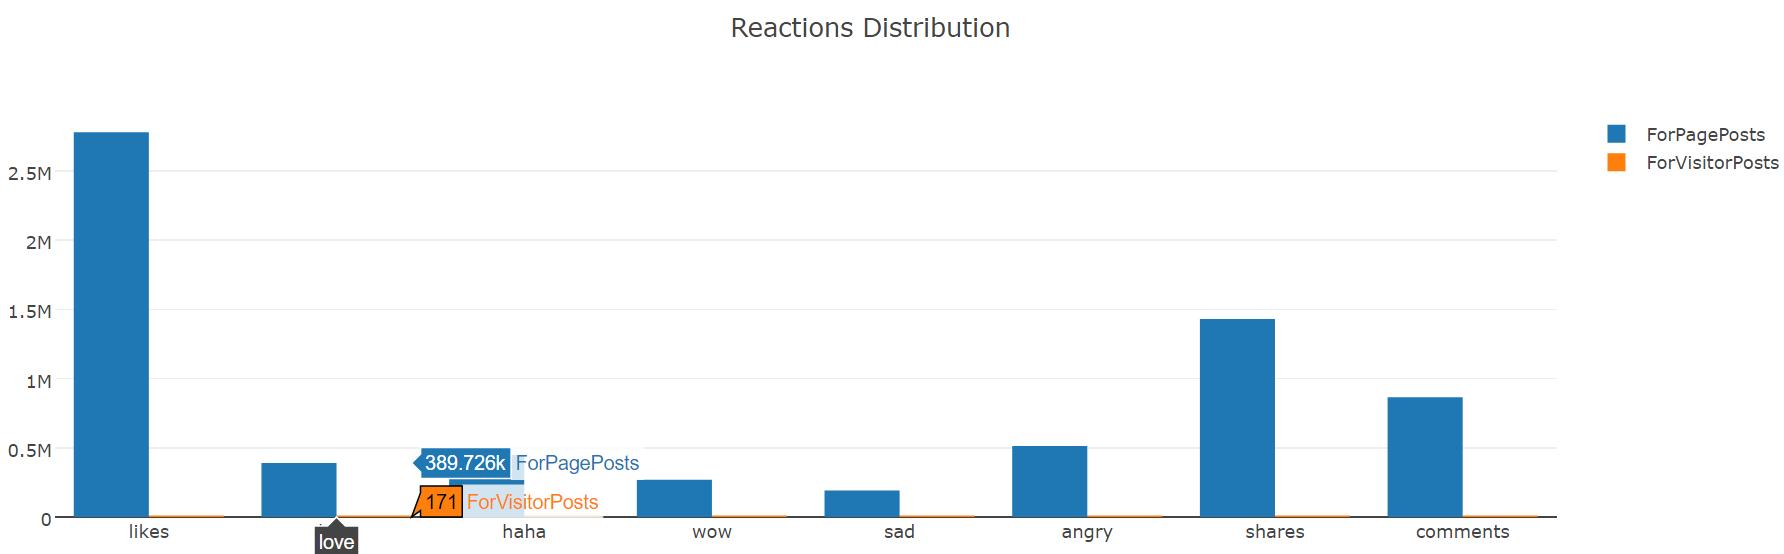 Reactions Distribution
ForPagePosts
ForVisitorPosts
2.5M
2M
1.5M
1M
0.5M
0
389.726k ForPagePosts
171 ForVisitorPosts
likes
love
haha
wow
sad
angry
shares
comments